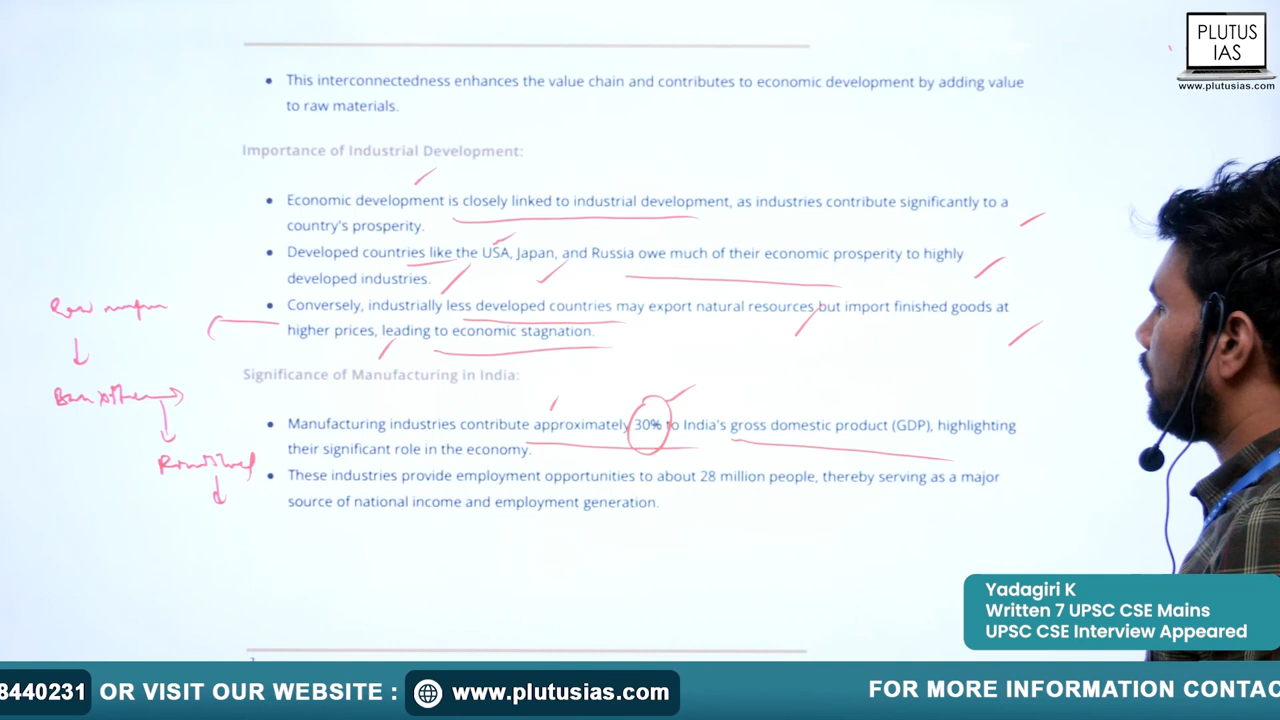 PLUTUS
IAS
www.plutusias.com
• This interconnectedness enhances the value chain and contributes to economic development by adding value
to raw materials.
Importance of Industrial Development:
• Economic development is closely linked to industrial development, as industries contribute significantly to a
country's prosperity.
• Developed countries like the USA, Japan, and Russia owe much of their economic prosperity to highly
developed industries.
• Conversely, industrially less developed countries may export natural resources but import finished goods at
higher prices, leading to economic stagnation.
Significance of Manufacturing in India:
• Manufacturing industries contribute approximately 30% to India's gross domestic product (GDP), highlighting
their significant role in the economy.
• These industries provide employment opportunities to about 28 million people, thereby serving as a major
source of national income and employment generation.
Yadagiri K
Written 7 UPSC CSE Mains
UPSC CSE Interview Appeared
8440231 OR VISIT OUR WEBSITE : www.plutusias.com FOR MORE INFORMATION CONTAC